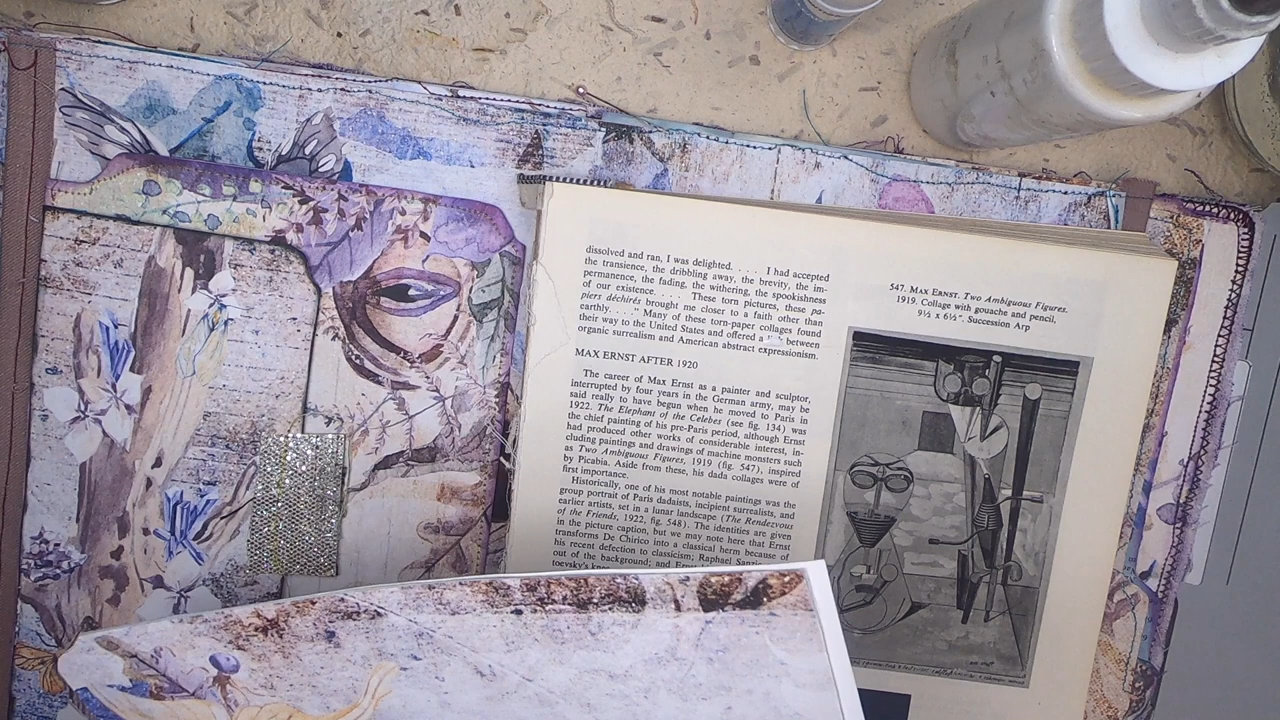 dissolved and ran, I was delighted. . . . I had accepted
the transience, the dribbling away, the brevity, the im-
permanence, the fading, the withering, the spookishness
of our existence. . . . These torn pictures, these pa-
piers déchirés brought me closer to a faith other than
earthly. . . ." Many of these torn-paper collages found
their way to the United States and offered a between
organic surrealism and American abstract expressionism.
MAX ERNST AFTER 1920
The career of Max Ernst as a painter and sculptor,
interrupted by four years in the German army, may be
said really to have begun when he moved to Paris in
1922. The Elephant of the Celebes (see fig. 134) was
the chief painting of his pre-Paris period, although Ernst
had produced other works of considerable interest, in-
cluding paintings and drawings of machine monsters such
as Two Ambiguous Figures, 1919 (fig. 547), inspired
by Picabia. Aside from these, his dada collages were of
first importance.
Historically, one of his most notable paintings was the
group portrait of Paris dadaists, incipient surrealists, and
earlier artists, set in a lunar landscape (The Rendezvous
of the Friends, 1922, fig. 548). The identities are given
in the picture caption, but we may note here that Ernst
transforms De Chirico into a classical herm because of
his recent defection to classicism; Raphael
out of the background; and
547. MAX ERNST. Two Ambiguous Figures.
1919. Collage with gouache and pencil,
9½ x 6½". Succession Arp